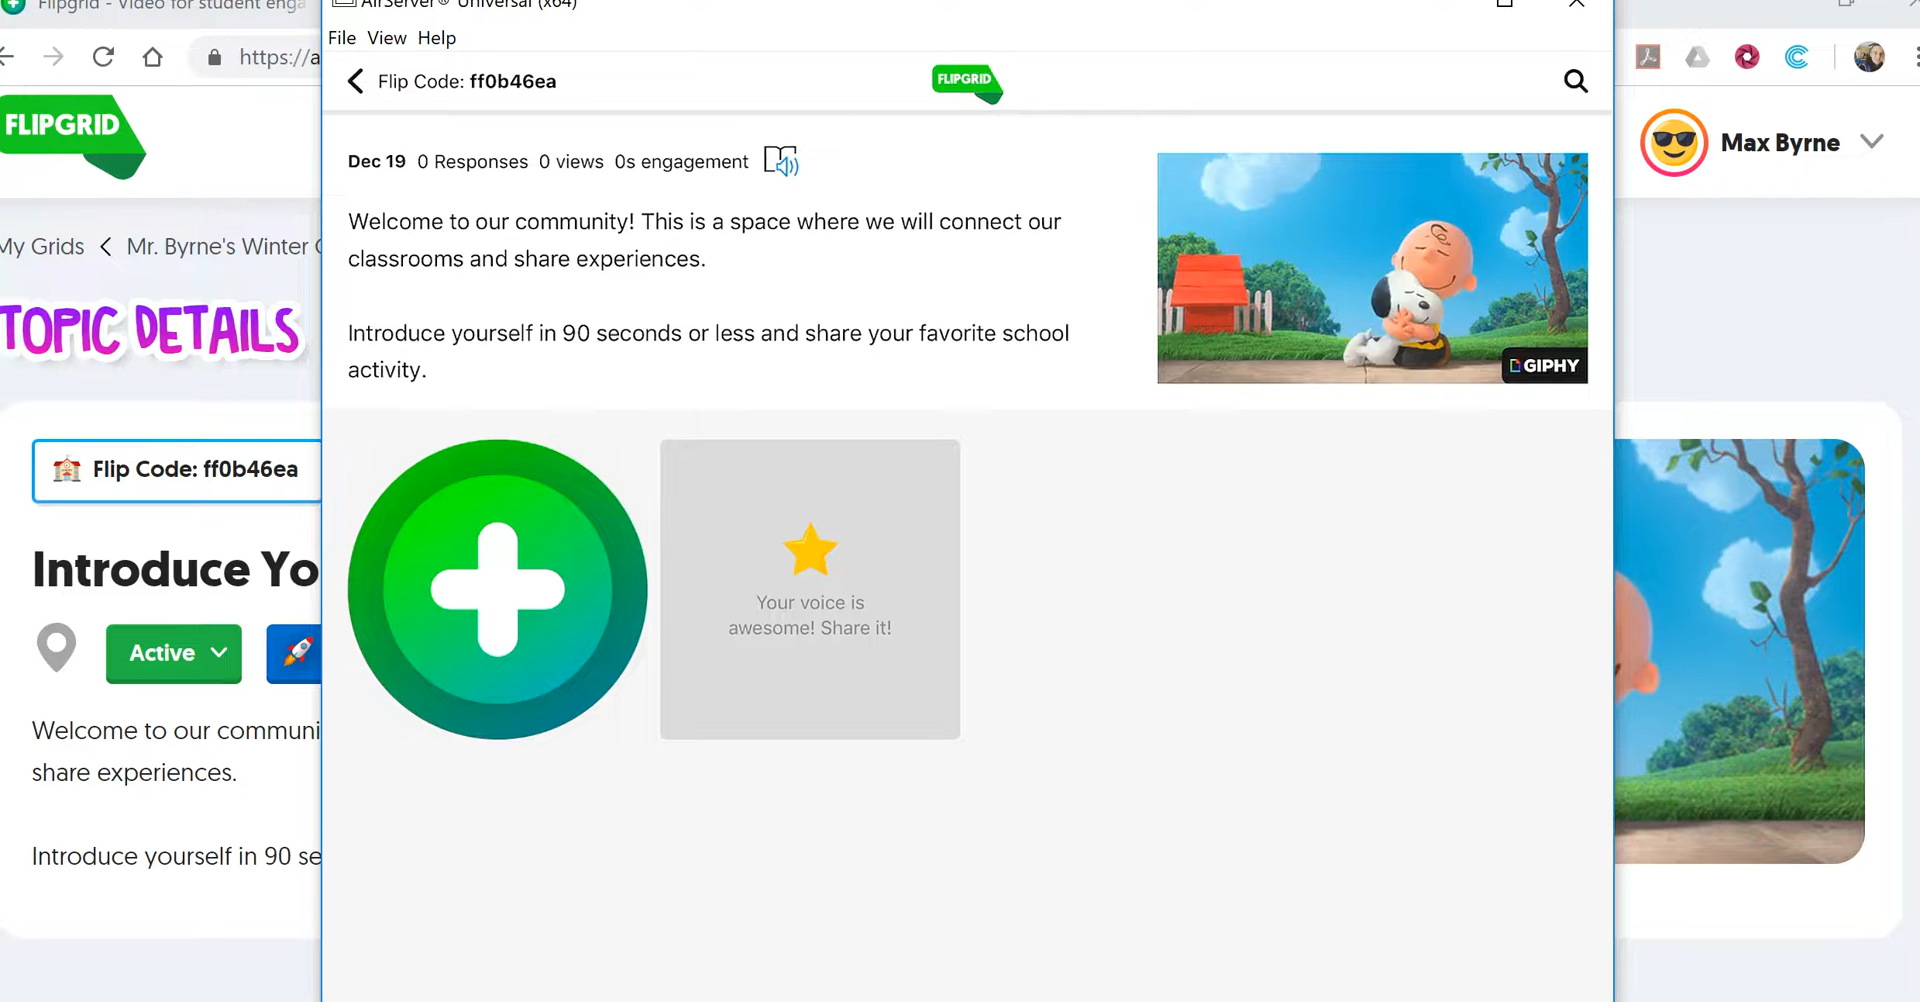 Flipgrid - Video for student enga
AirServer® Universal (x64)
File View Help
https://a
Flip Code: ff0b46ea
FLIPGRID
FLIPGRID
Max Byrne
Dec 19 0 Responses 0 views 0s engagement
My Grids Mr. Byrne's Winter
Welcome to our community! This is a space where we will connect our
classrooms and share experiences.
TOPIC DETAILS
Introduce yourself in 90 seconds or less and share your favorite school
activity.
GIPHY
Flip Code: ff0b46ea
Introduce Yo
Your voice is
awesome! Share it!
Active
Welcome to our communi
share experiences.
Introduce yourself in 90 se